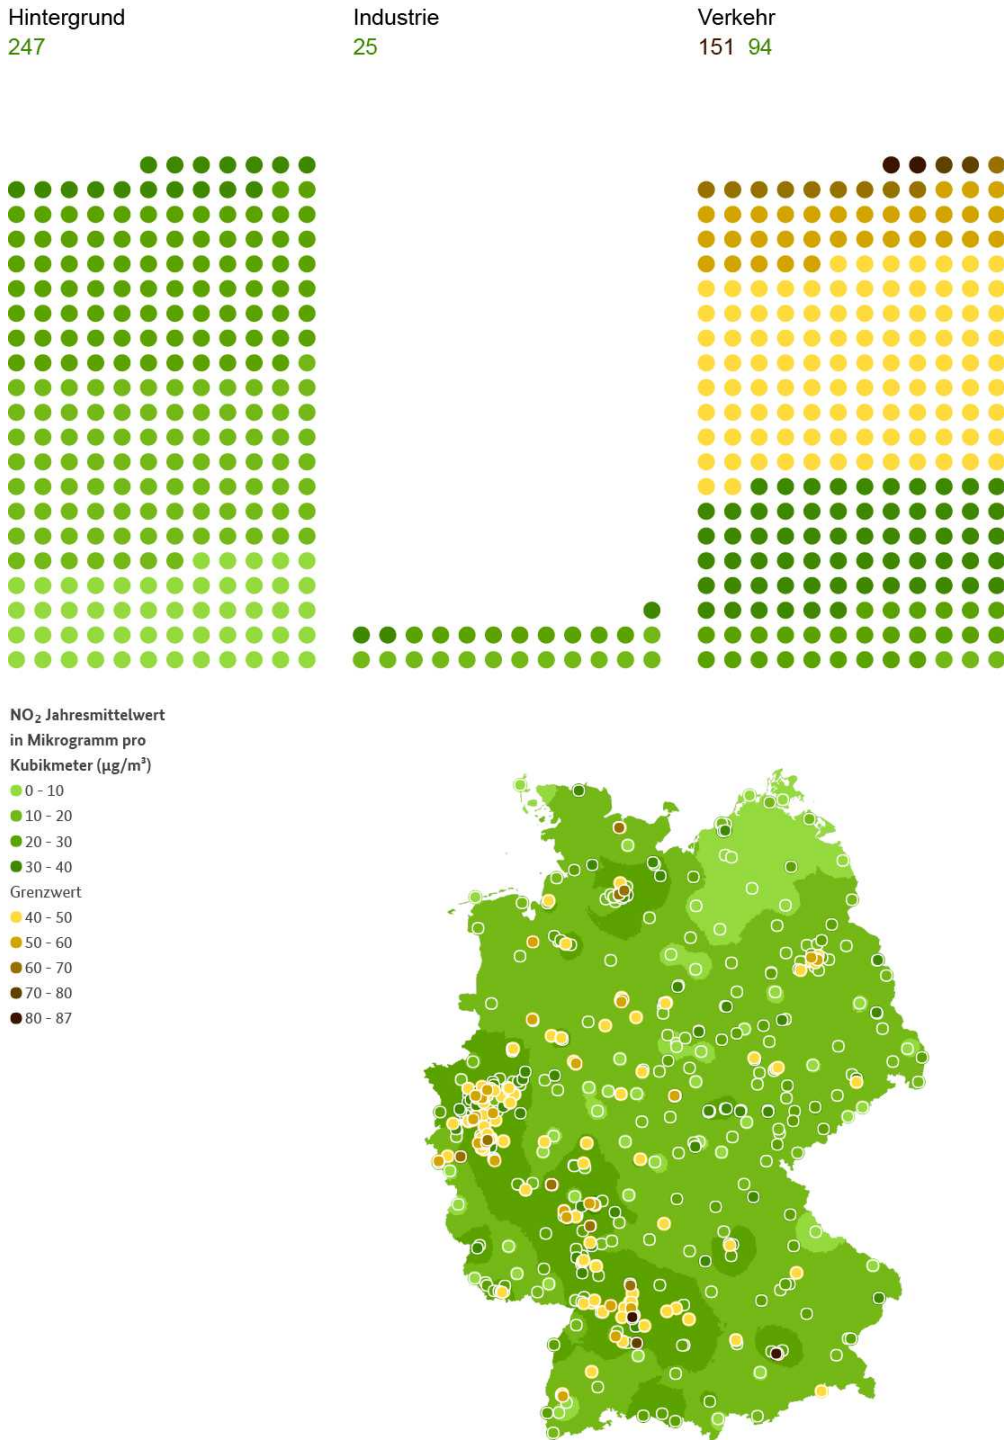 Hintergrund
247
Industrie
25
Verkehr
151 94
NO₂ Jahresmittelwert
in Mikrogramm pro
Kubikmeter (µg/m³)
0 - 10
10 - 20
20 - 30
30 - 40
Grenzwert
40 - 50
50 - 60
60 - 70
70 - 80
80 - 87